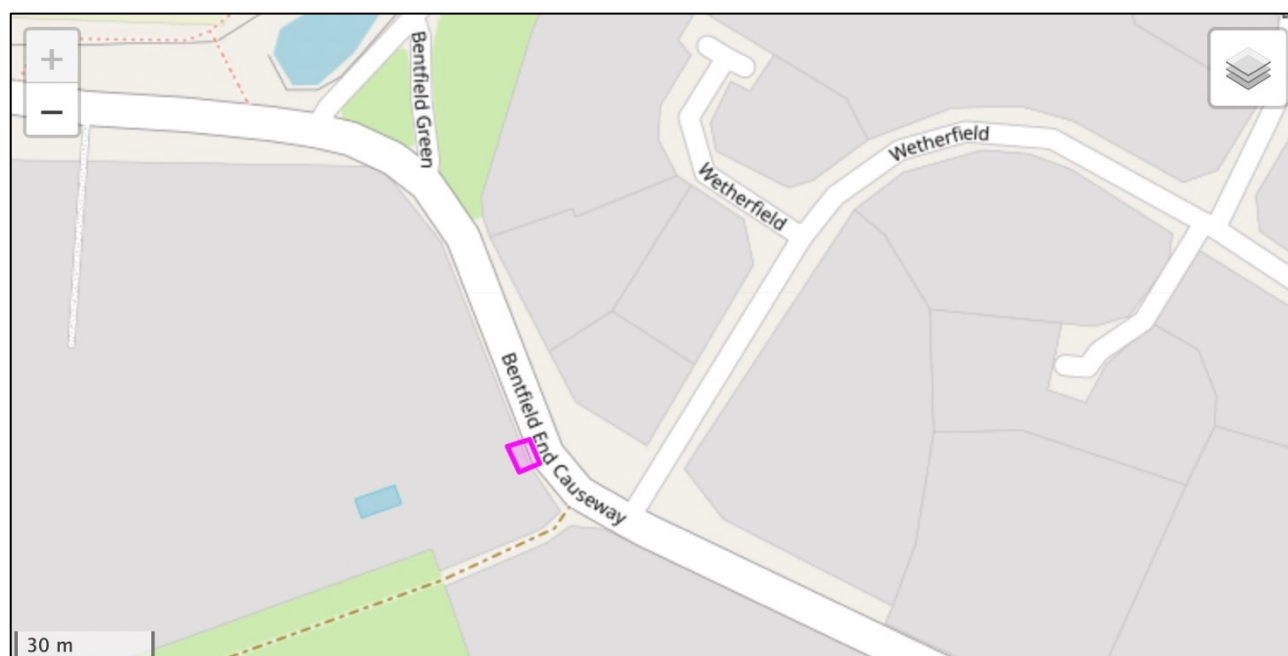 +
Bentfield Green
Wetherfield
Wetherfield
−
Bentfield End Causeway
30 m